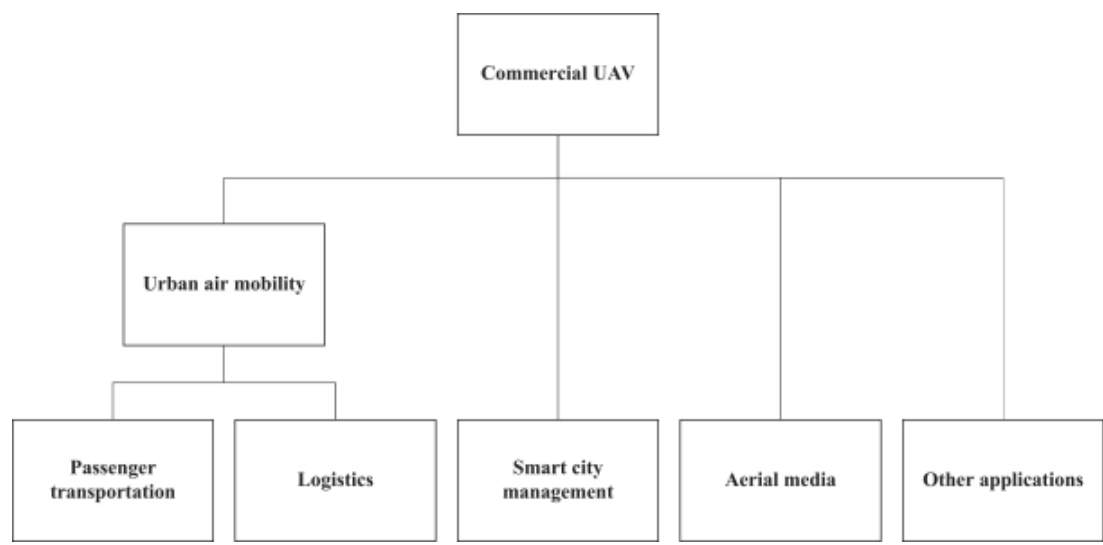 Commercial UAV
Urban air mobility
Passenger
transportation
Logistics
Smart city
management
Aerial media
Other applications